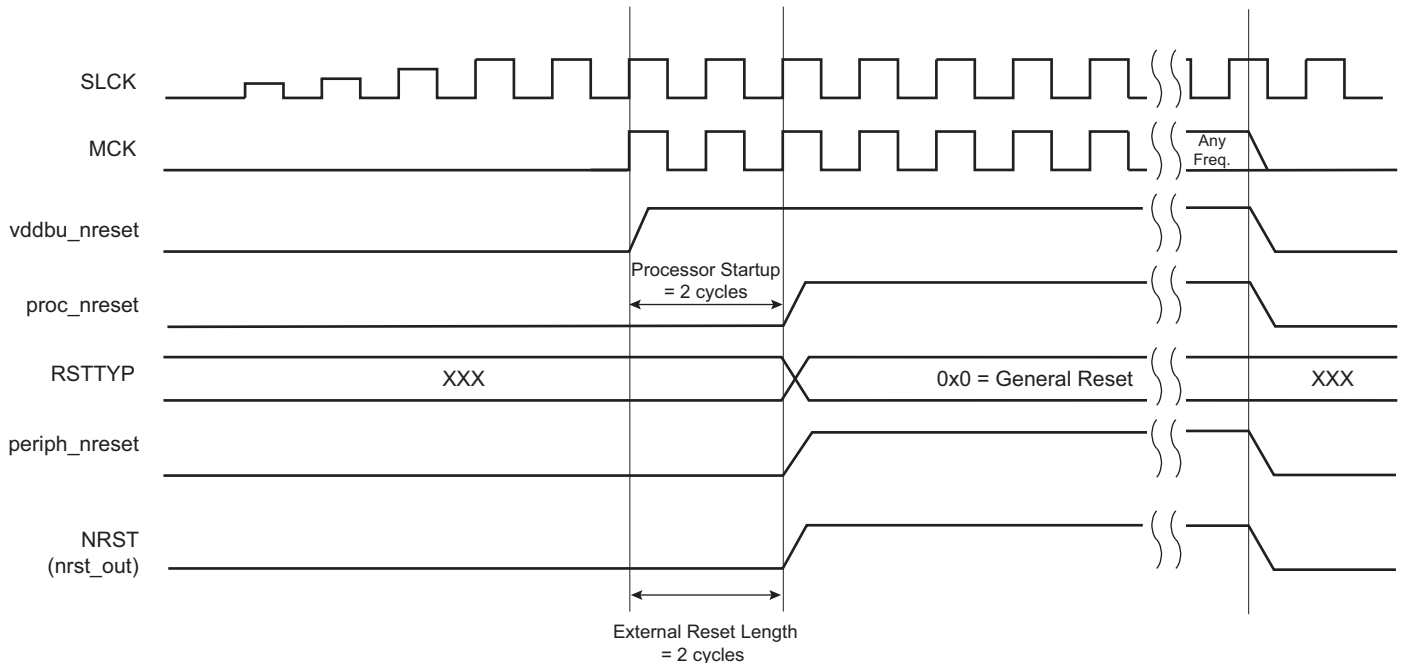 SLCK
MCK
Any
Freq.
vddbu_nreset
Processor Startup
= 2 cycles
proc_nreset
RSTTYP
XXX
0x0 = General Reset
XXX
periph_nreset
NRST
(nrst_out)
External Reset Length
= 2 cycles